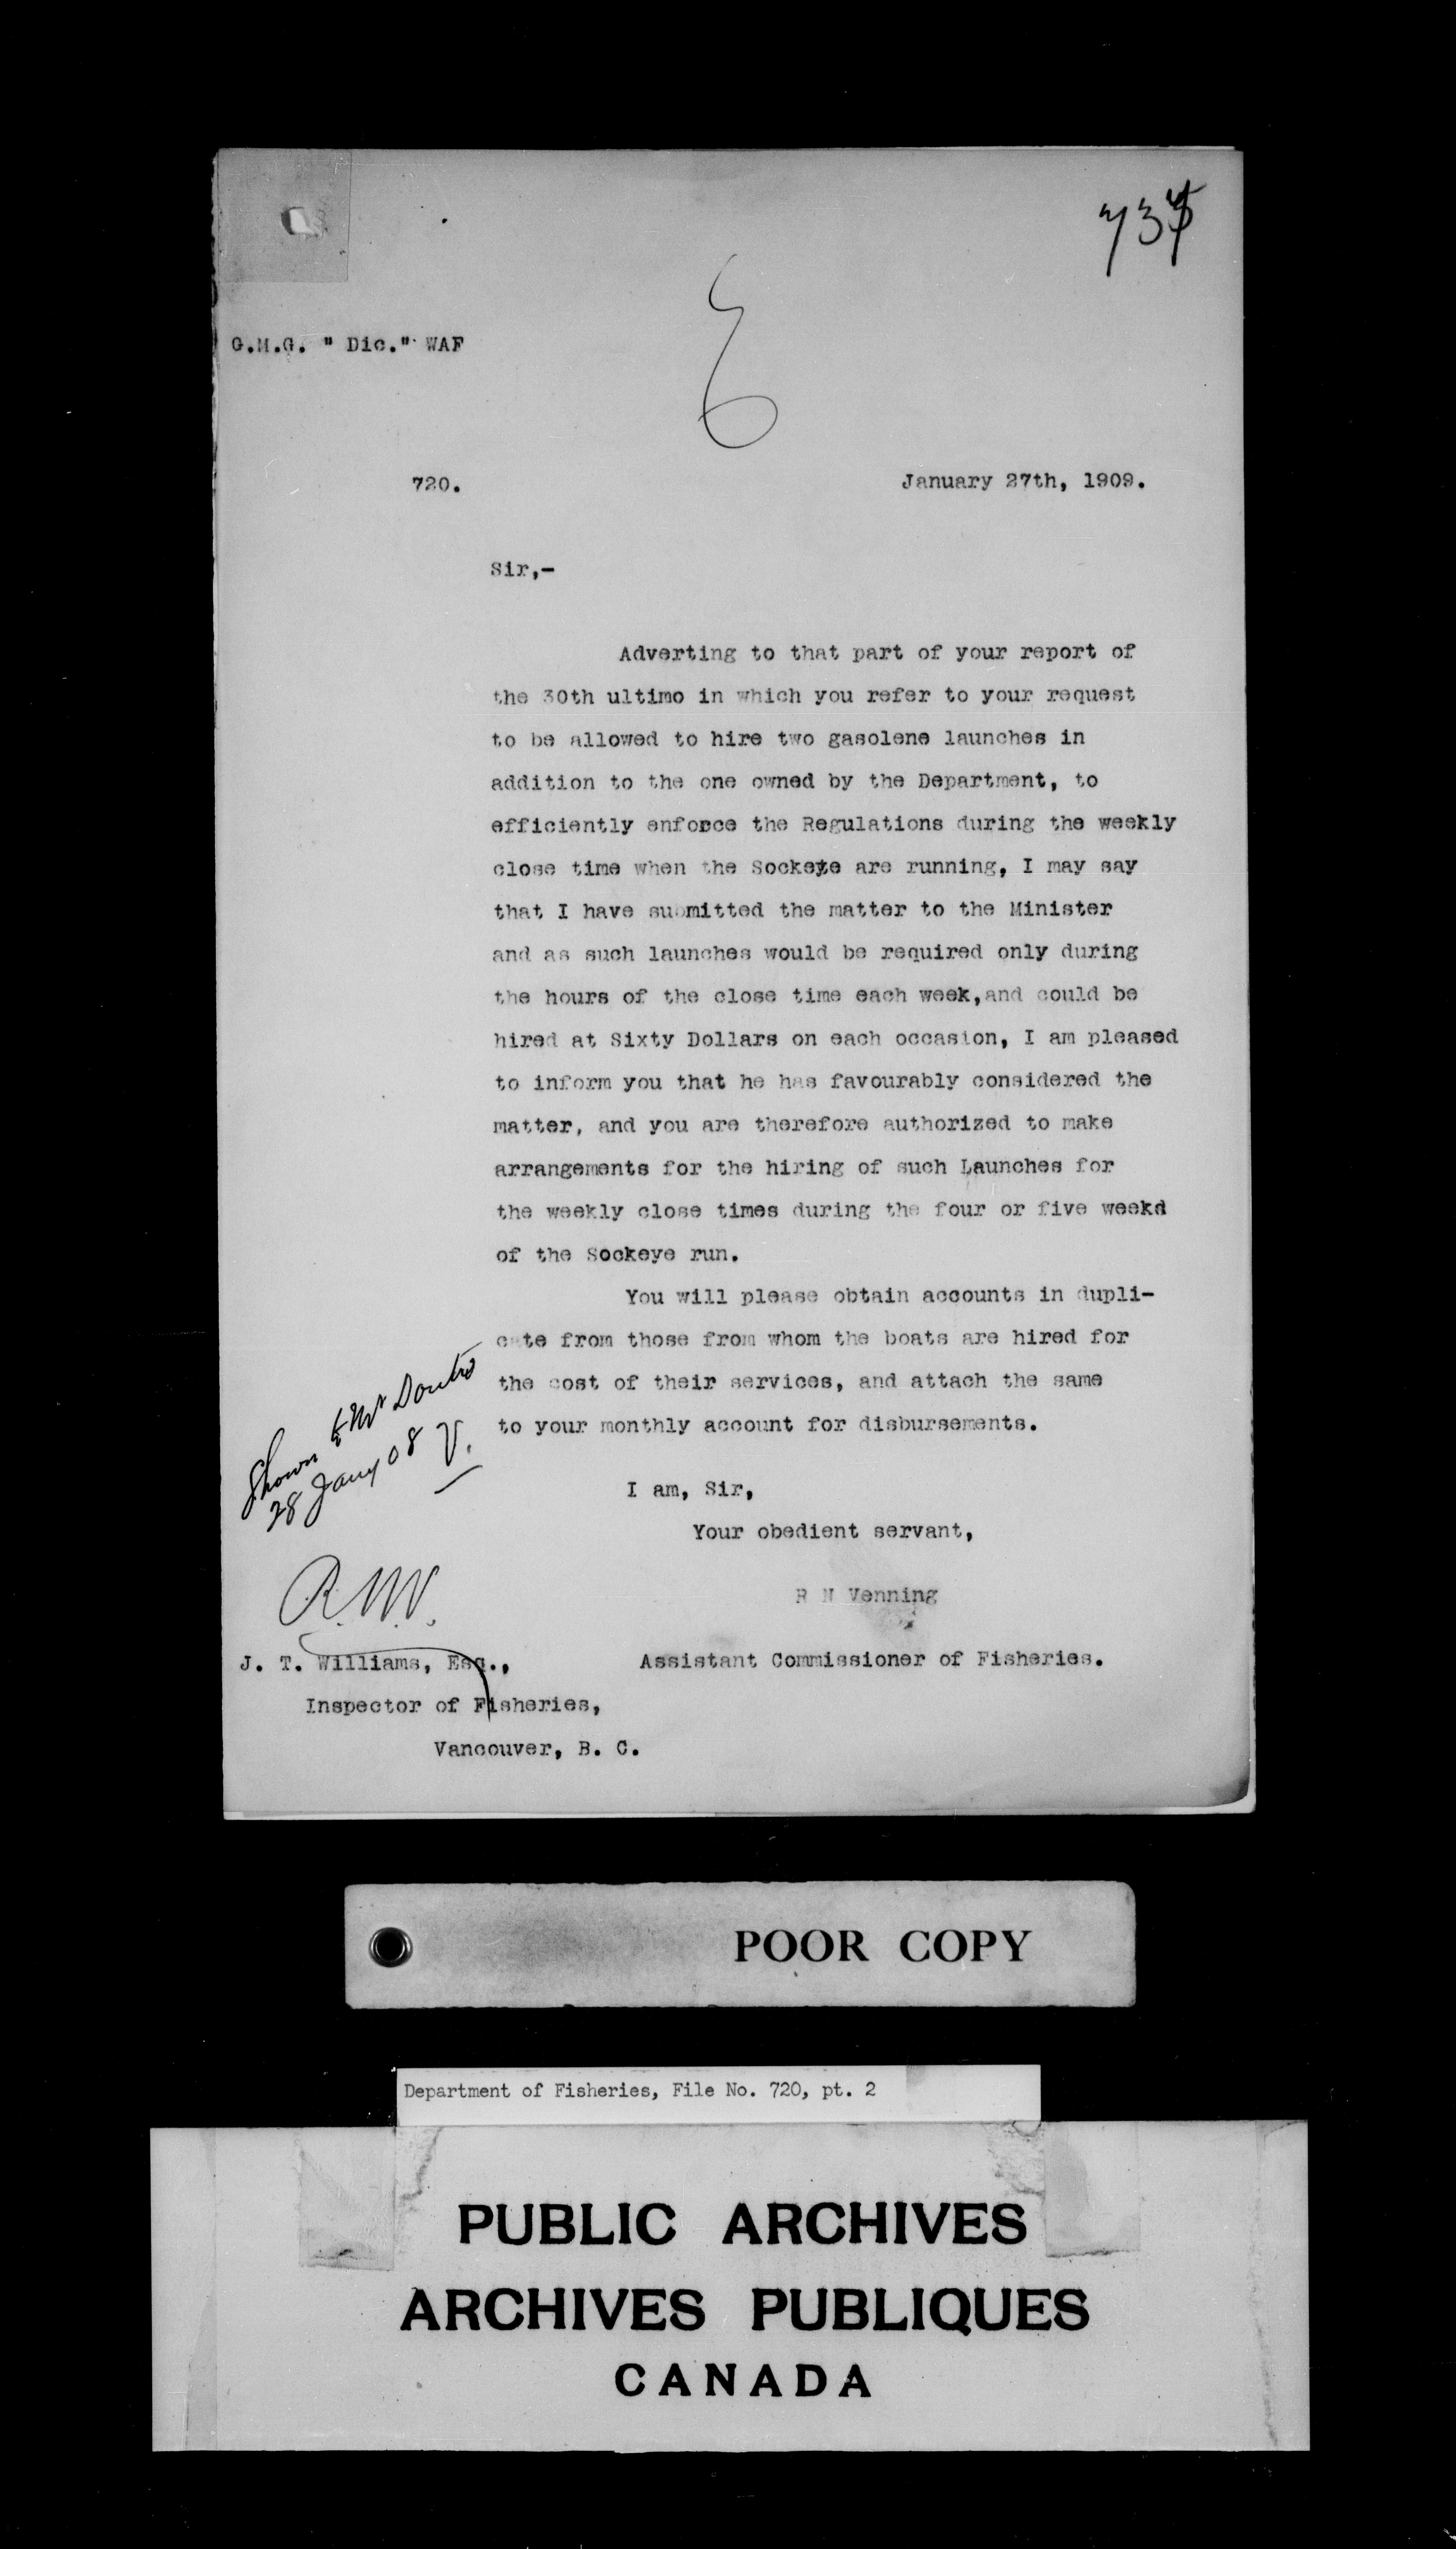 G.M.G. " Dic." WAF
720.
January 27th, 1909.
Sir,-
Adverting to that part of your report of
the 30th ultimo in which you refer to your request
to be allowed to hire two gasolene launches in
addition to the one owned by the Department, to
efficiently enforce the Regulations during the weekly
close time when the Sockeye are running, I may say
that I have submitted the matter to the Minister
and as such launches would be required only during
the hours of the close time each week,and could be
hired at Sixty Dollars on each occasion, I am pleased
to inform you that he has favourably considered the
matter, and you are therefore authorized to make
arrangements for the hiring of such Launches for
the weekly close times during the four or five weeks
of the Sockeye run.
You will please obtain accounts in dupli-
cate from those from whom the boats are hired for
the cost of their services, and attach the same
to your monthly account for disbursements.
Shown to Mr
28 Jany 08 V.
I am, Sir,
Your obedient servant,
R N Venning
Assistant Commissioner of Fisheries.
J. T. Williams, Esq.,
Inspector of Fisheries,
Vancouver, B. C.
POOR COPY
Department of Fisheries, File No. 720, pt. 2
PUBLIC ARCHIVES
ARCHIVES PUBLIQUES
CANADA